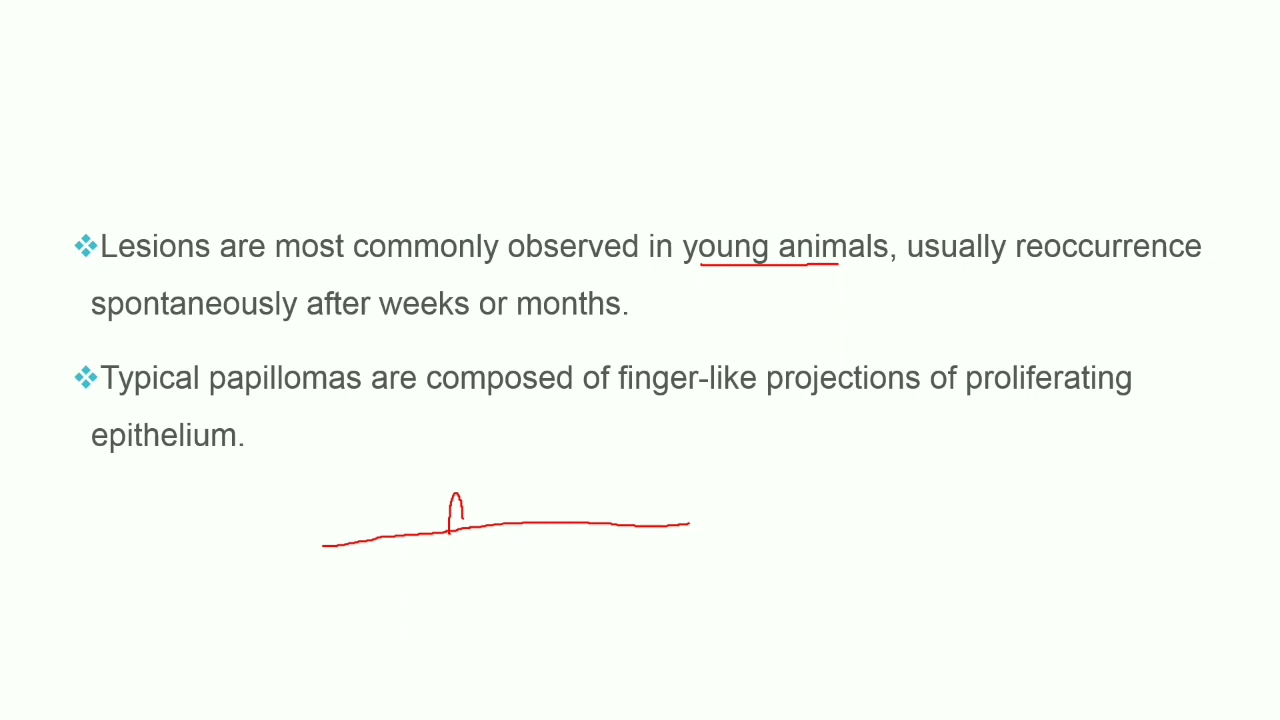 ❖Lesions are most commonly observed in young animals, usually reoccurrence
spontaneously after weeks or months.
❖Typical papillomas are composed of finger-like projections of proliferating
epithelium.